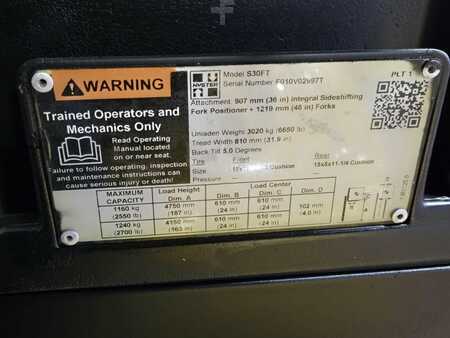 WARNING
Trained Operators and
Mechanics Only
Read Operating
Manual located
on or near seat.
Failure to follow operating, inspection
and maintenance instructions can
cause serious injury or death!
HYSTER
Model S30FT
Serial Number
PLT 1
Attachment 907 mm (36 in) Integral Sideshifting
Fork Positioner + 1219 mm (48 in) Forks
Unladen Weight 3020 kg (6650 lb)
Tread Width 810 mm (31.9 in)
Back Tilt 5.0 Degrees
Tire Front Rear
Size Cushion 15x5x11-1/4 Cushion
Pressure
MAXIMUM CAPACITY Load Height Dim. A Dim. B Load Center Dim. C Dim. D
1160 kg (2550 lb) 4750 mm (187 in) 610 mm (24 in) 610 mm (24 in) 102 mm (4.0 in)
1240 kg (2700 lb) 4150 mm (163 in) 610 mm (24 in) 610 mm (24 in)